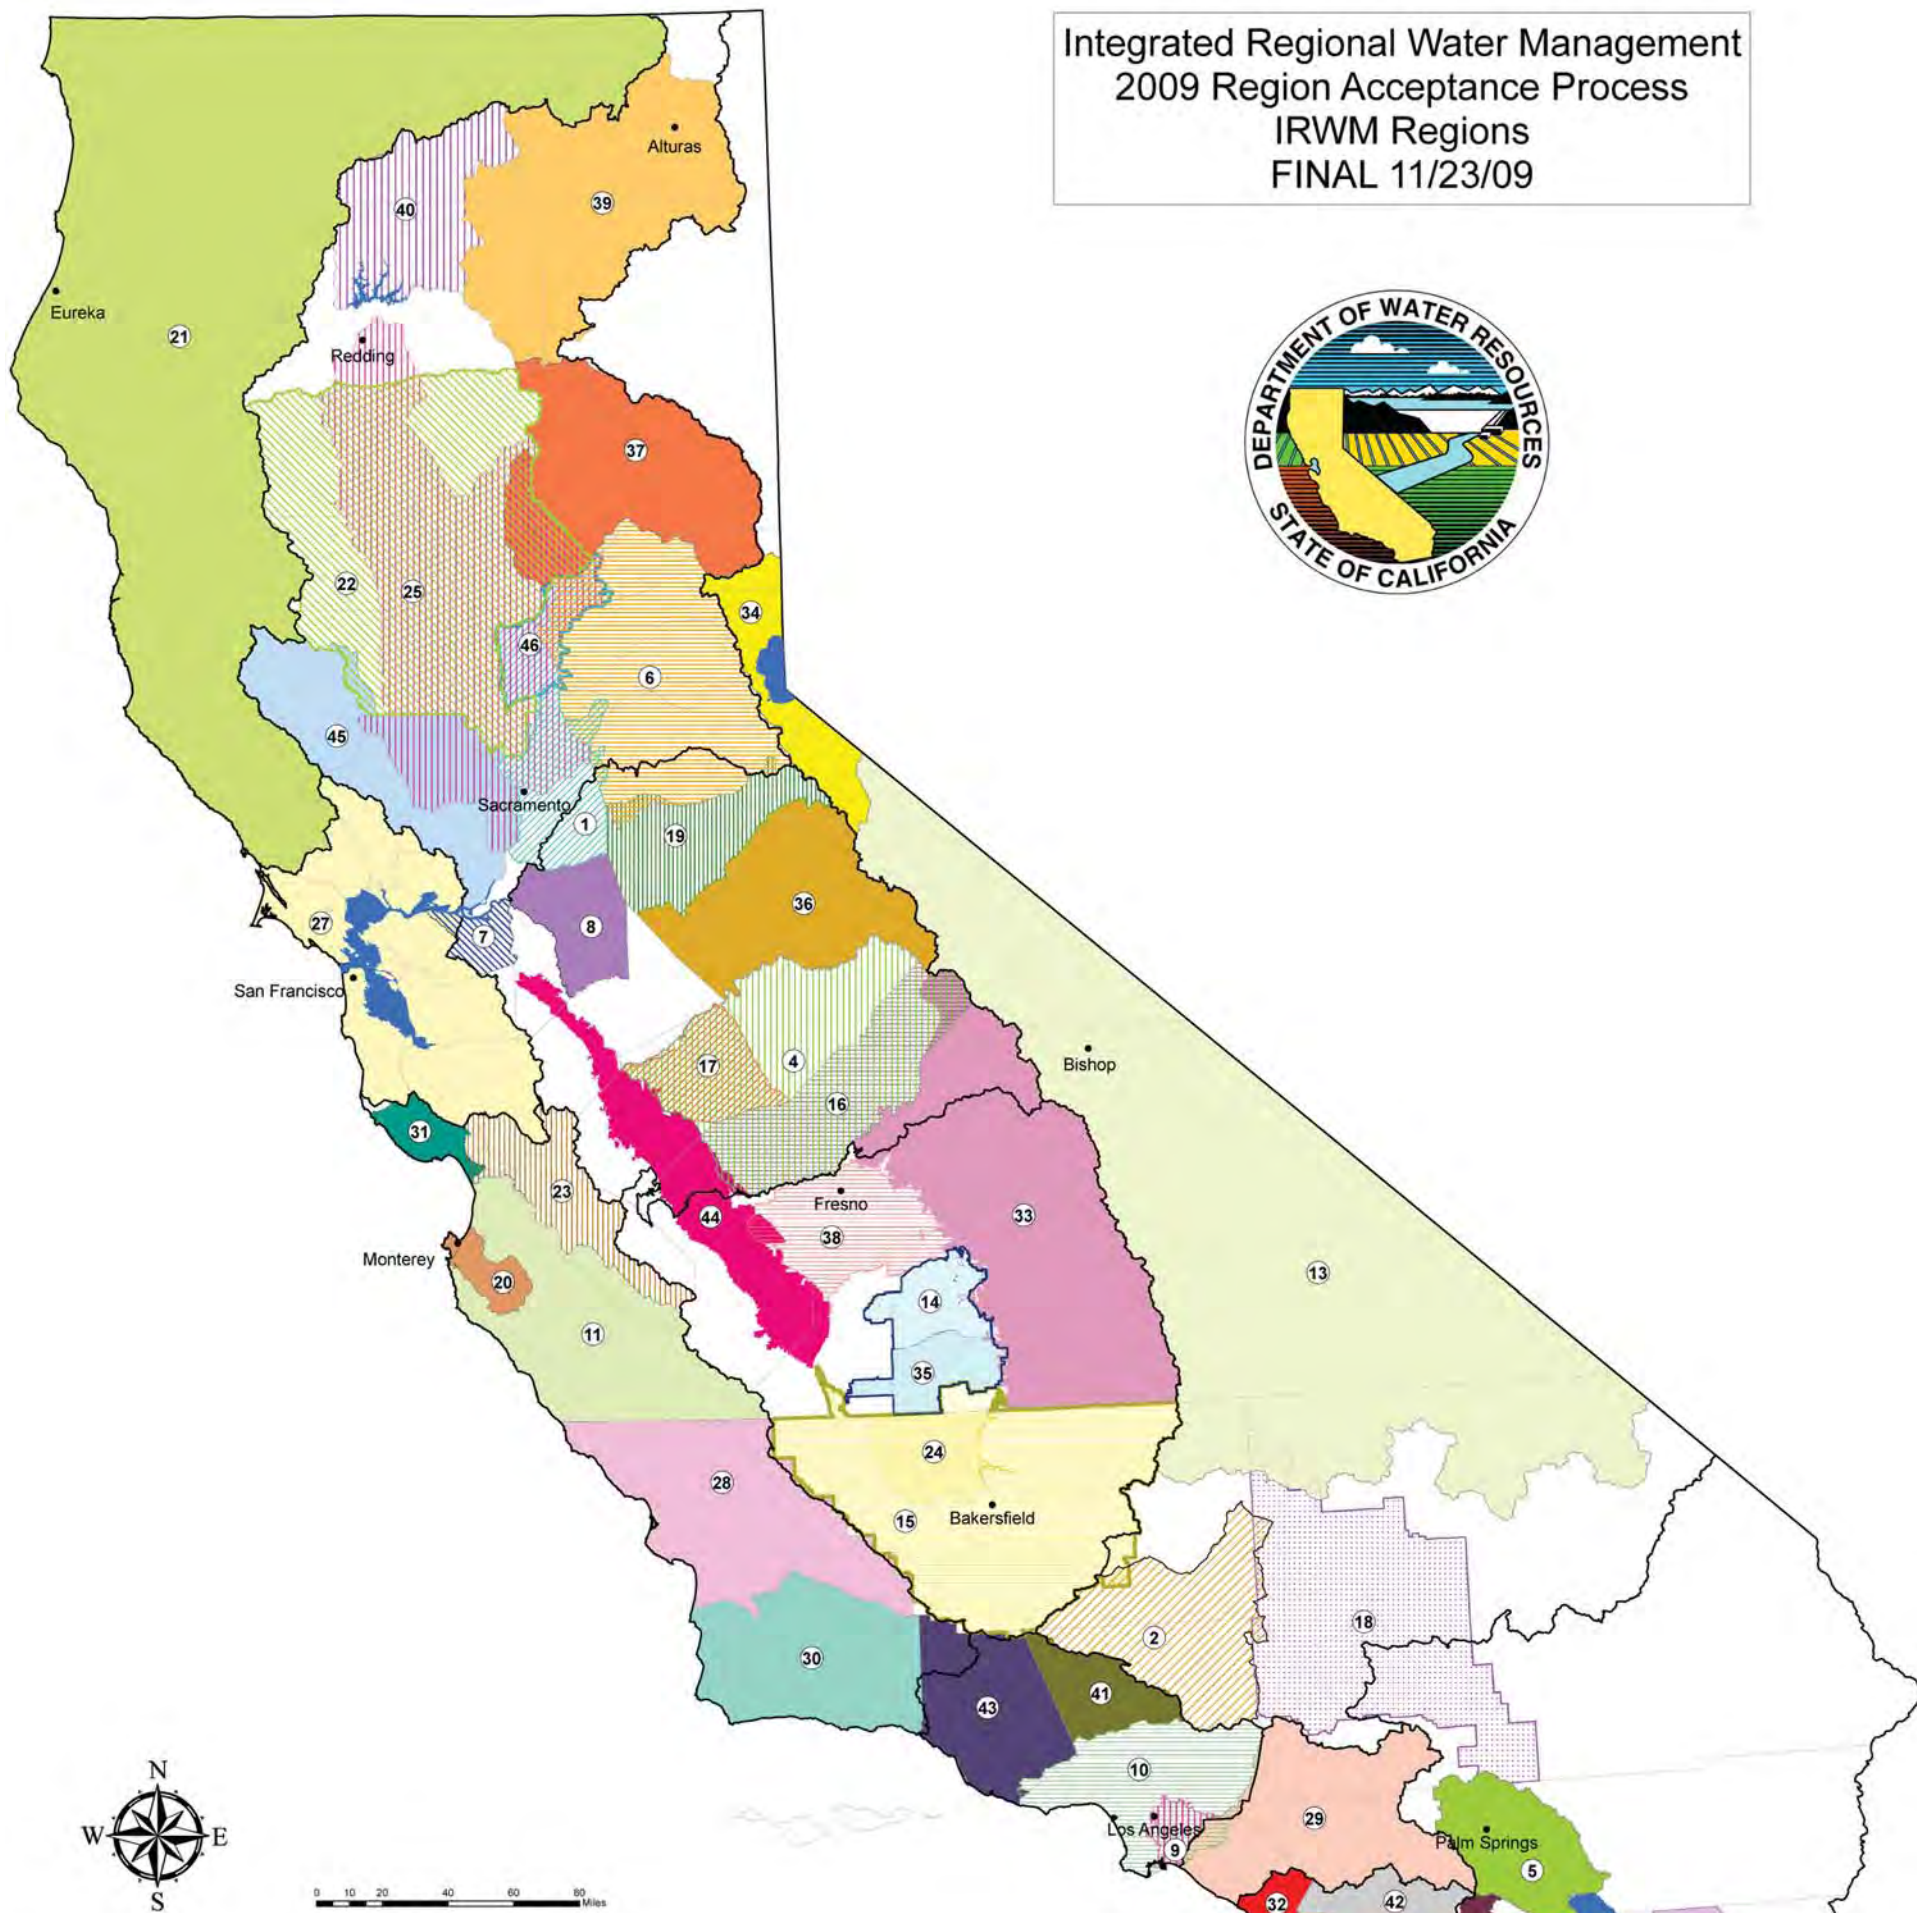 Integrated Regional Water Management
2009 Region Acceptance Process
IRWM Regions
FINAL 11/23/09
DEPARTMENT OF WATER RESOURCES
STATE OF CALIFORNIA
Alturas
39
40
Eureka
21
Redding
37
22
25
34
46
6
45
Sacramento
1
19
36
27
7
8
San Francisco
17
4
Bishop
16
31
23
Fresno
44
33
38
Monterey
20
13
14
11
35
24
28
15
Bakersfield
18
2
30
41
43
10
29
Los Angeles
Palm Springs
9
5
32
42
N
W
E
S
0 10 20 40 60 80
Miles